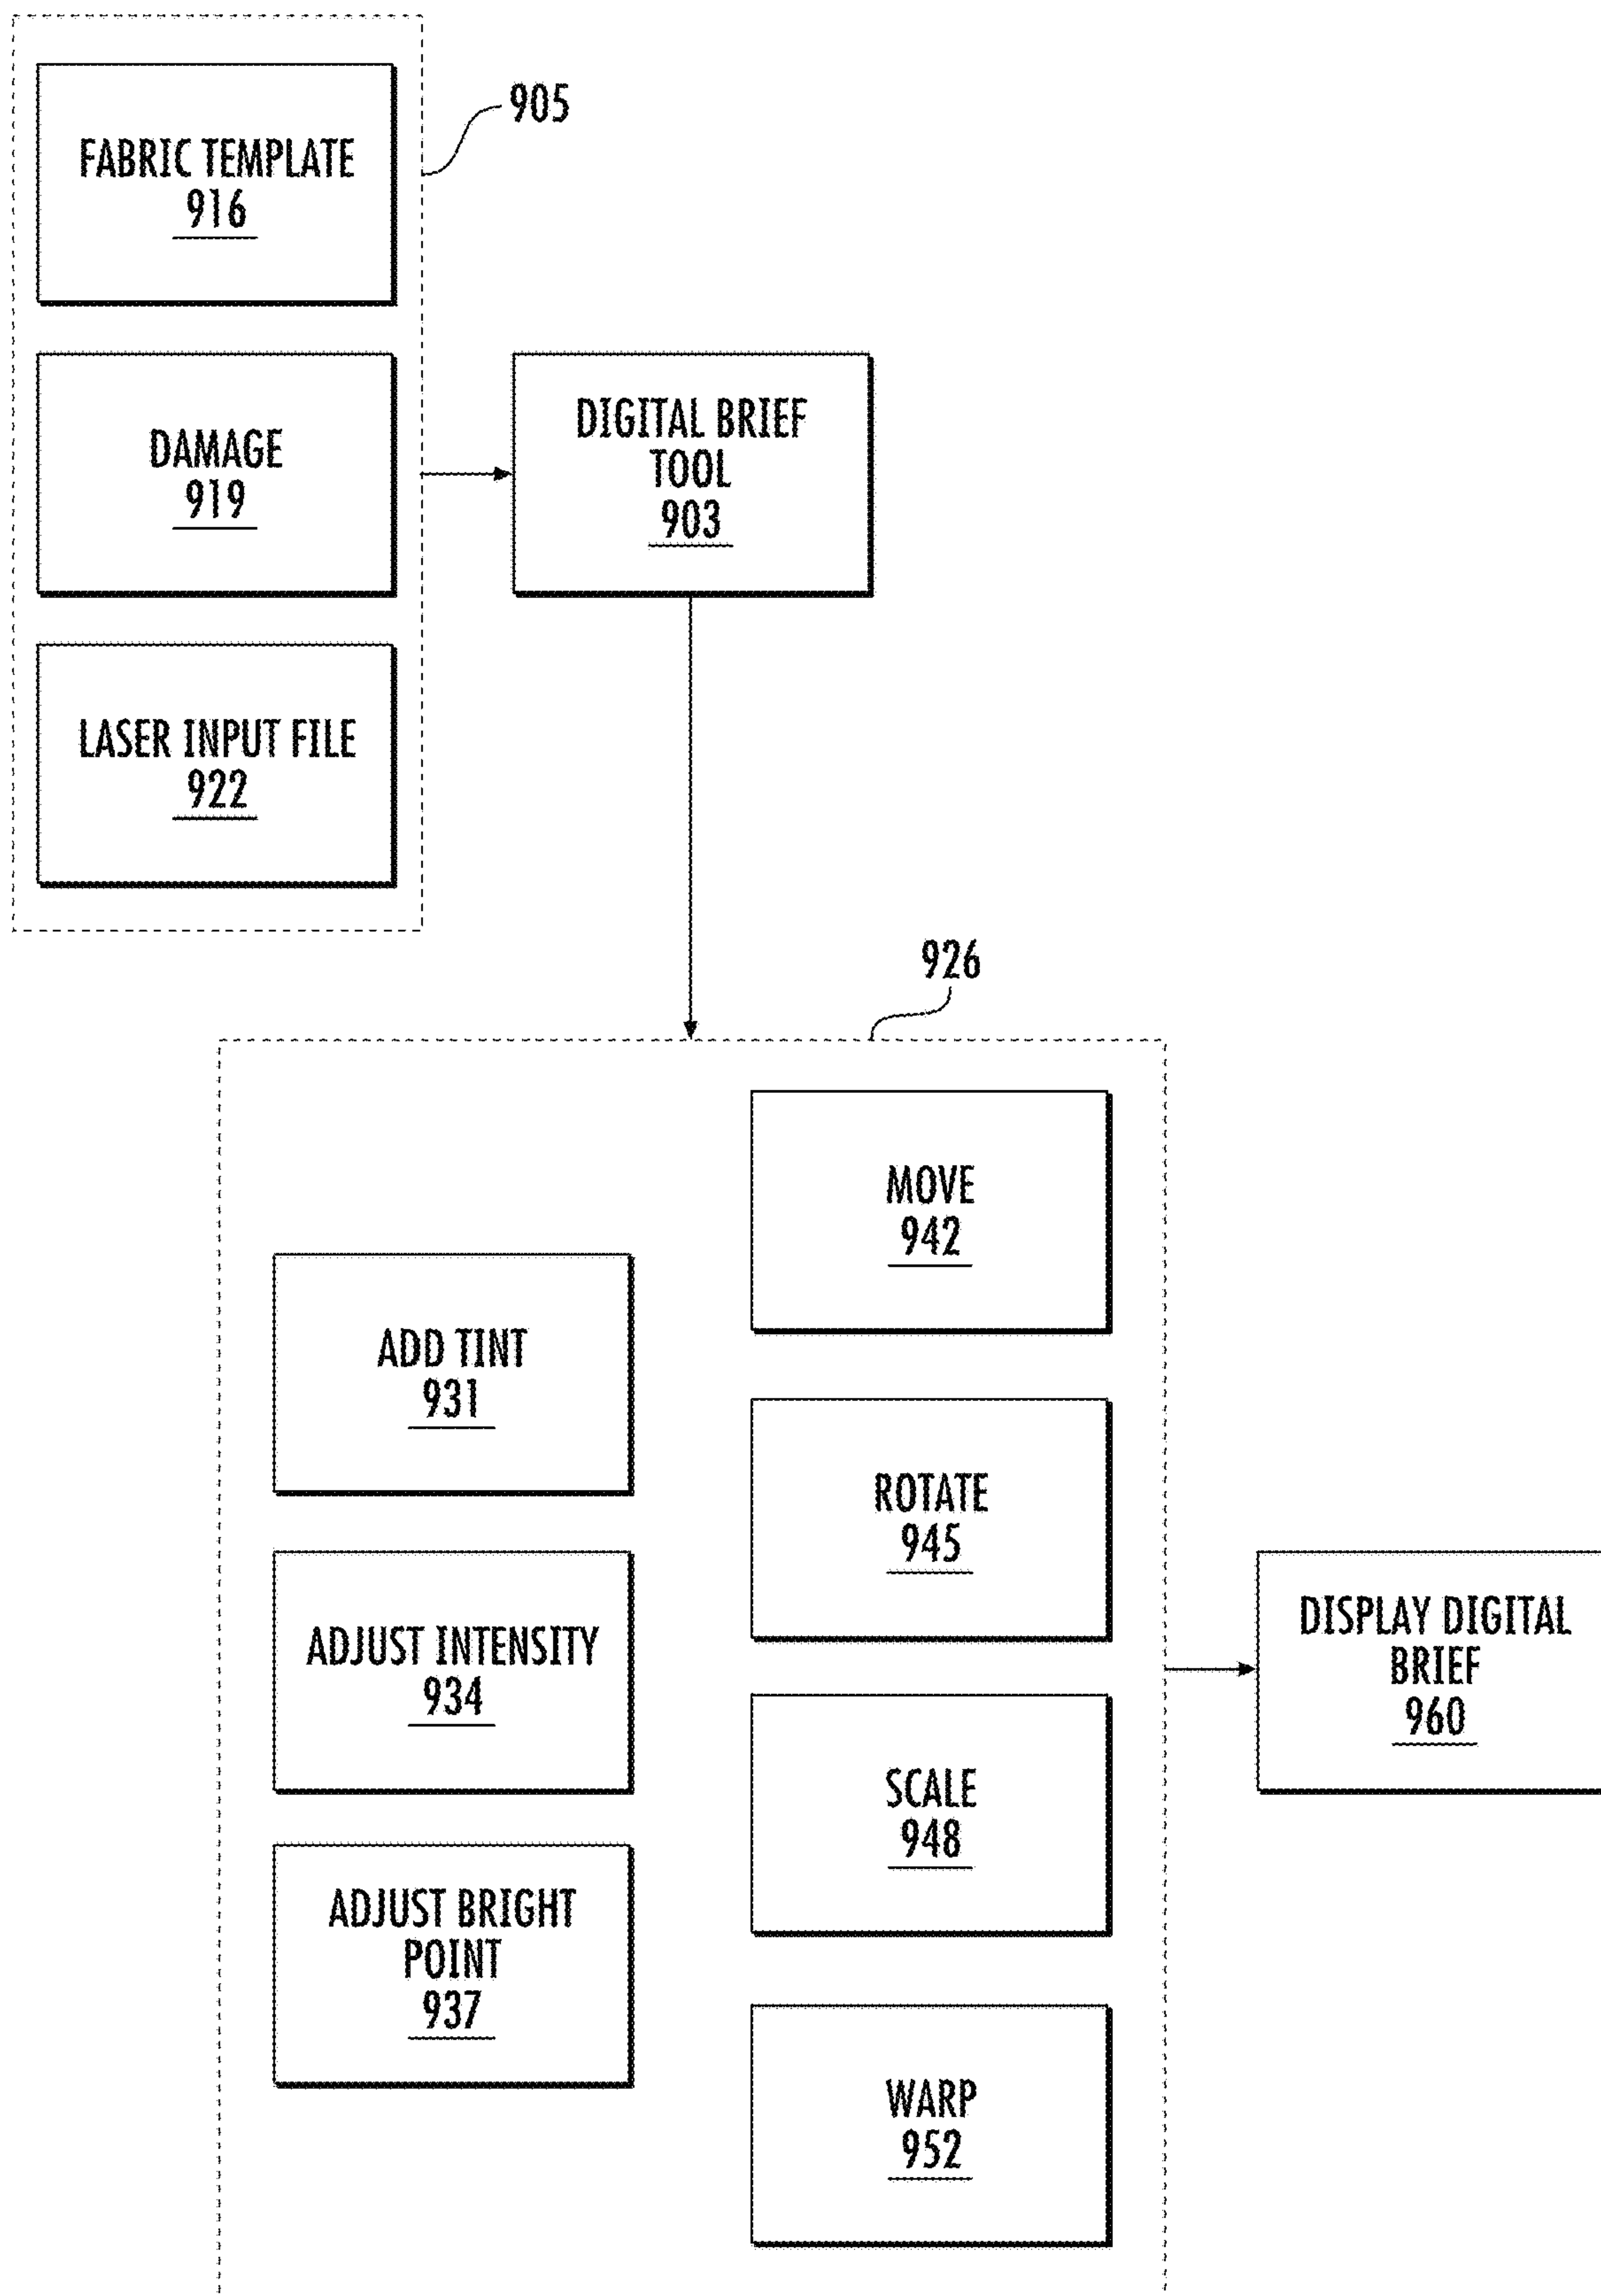 FABRIC TEMPLATE
916
905
DAMAGE
919
DIGITAL BRIEF
TOOL
903
LASER INPUT FILE
922
926
MOVE
942
ADD TINT
931
ROTATE
945
ADJUST INTENSITY
934
DISPLAY DIGITAL
BRIEF
960
SCALE
948
ADJUST BRIGHT
POINT
937
WARP
952